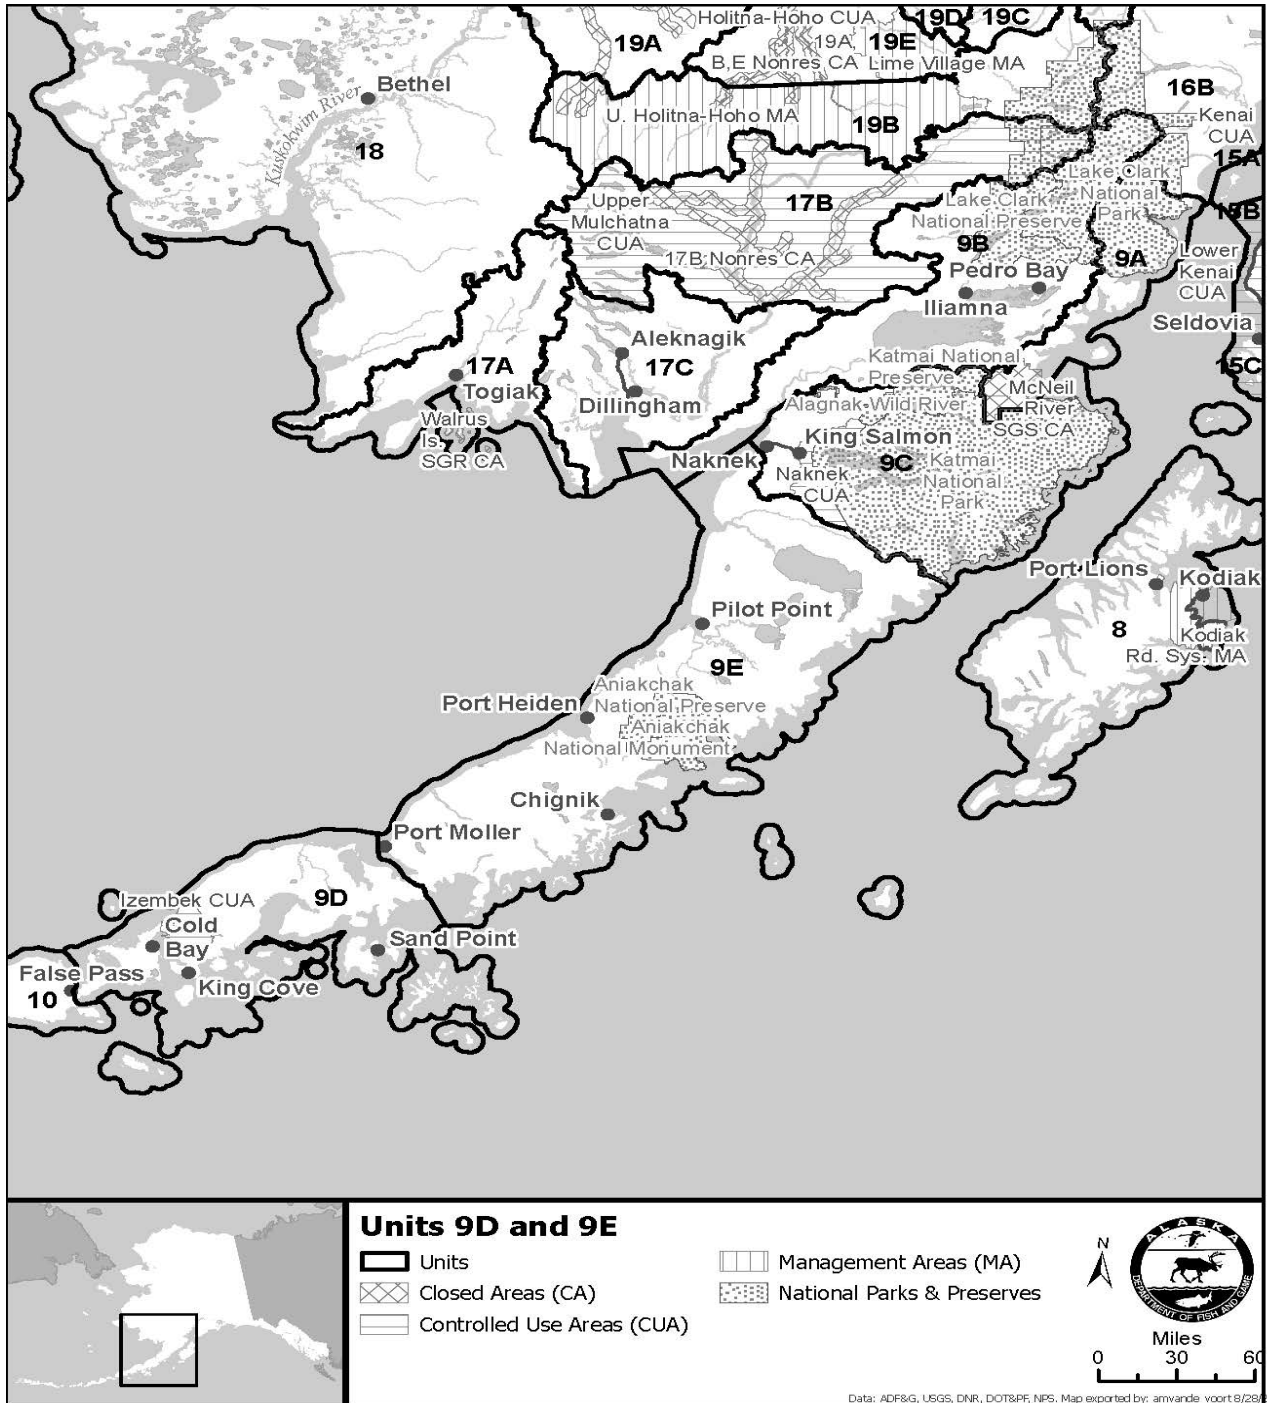 Holitna-Hoho CUA
19D
19C
19A
19A
19E
B,E Nonres CA
Lime Village MA
Bethel
16B
Kuskokwim River
U. Holitna-Hoho MA
19B
Kenai
CUA
18
15A
Lake Clark
National
Park
Upper
Mulchatna
CUA
17B
Lake Clark
National Preserve
15B
9B
17B Nonres CA
9A
Lower
Kenai
CUA
Pedro Bay
Iliamna
Seldovia
Aleknagik
17A
17C
Katmai National
Preserve
15C
Togiak
Dillingham
McNeil
River
SGS CA
Alagnak Wild River
Walrus
Is.
SGR CA
King Salmon
Naknek
9C
Naknek
CUA
Katmai
National
Park
Port Lions
Kodiak
Pilot Point
8
Kodiak
Rd. Sys. MA
9E
Aniakchak
National Preserve
Port Heiden
Aniakchak
National Monument
Chignik
Port Moller
9D
Izembek CUA
Cold
Bay
Sand Point
False Pass
King Cove
10
Units 9D and 9E
Units
Closed Areas (CA)
Controlled Use Areas (CUA)
Management Areas (MA)
National Parks & Preserves
N
ALASKA
DEPARTMENT OF FISH AND GAME
Miles
0 30 60
Data: ADF&G, USGS, DNR, DOT&PF, NPS. Map exported by: amvande voort 8/28/